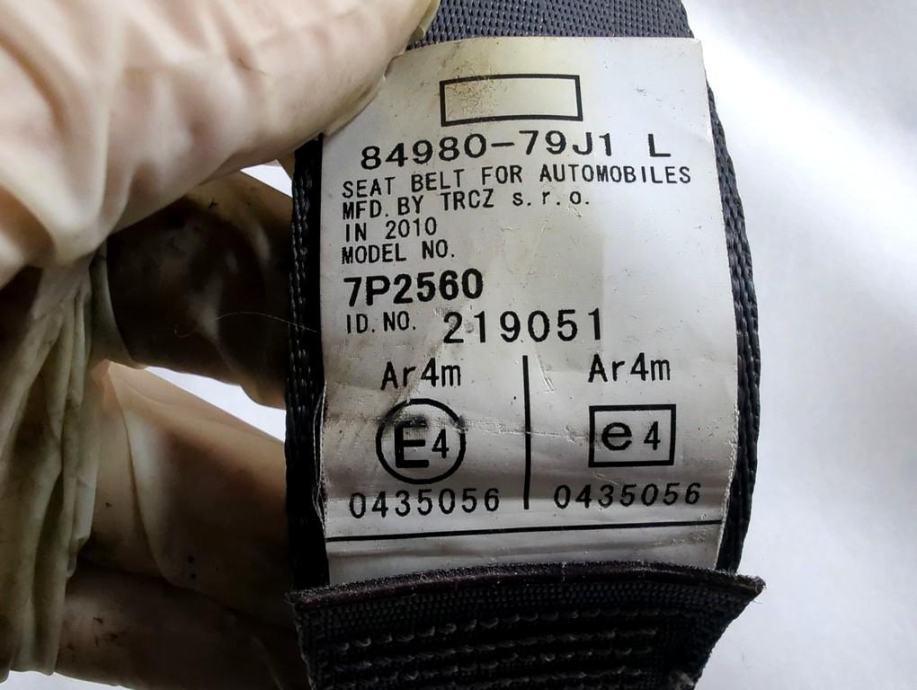 84980-79J1 L
SEAT BELT FOR AUTOMOBILES
MFD. BY TRCZ s.r.o.
IN 2010
MODEL NO.
7P2560
ID. NO. 219051
Ar4m
E4
0435056
Ar4m
e4
0435056